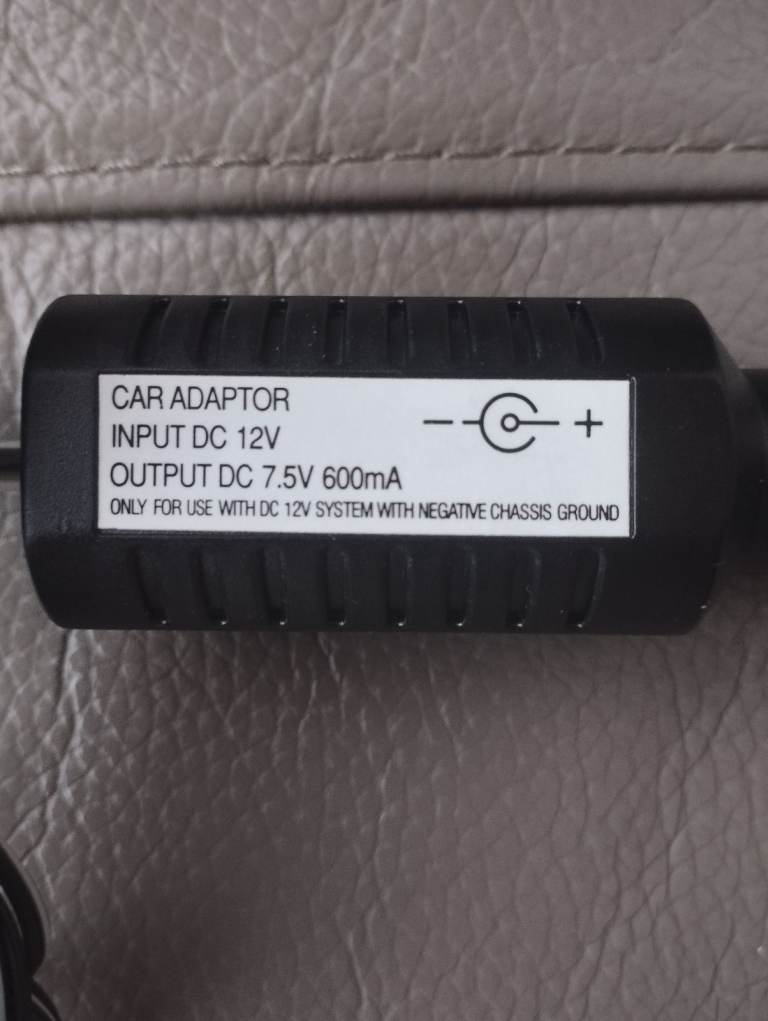 CAR ADAPTOR
INPUT DC 12V
OUTPUT DC 7.5V 600mA
ONLY FOR USE WITH DC 12V SYSTEM WITH NEGATIVE CHASSIS GROUND
- +